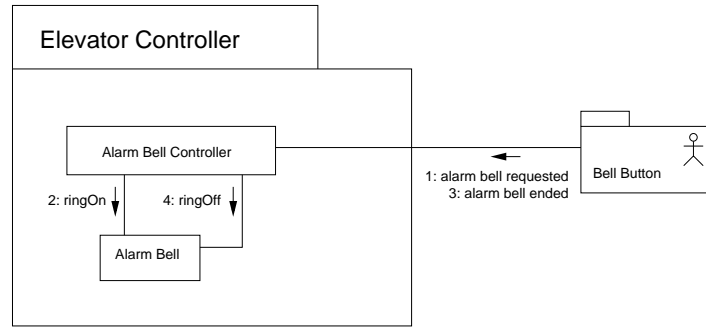 Elevator Controller
Alarm Bell Controller
1: alarm bell requested
3: alarm bell ended
Bell Button
2: ringOn
4: ringOff
Alarm Bell